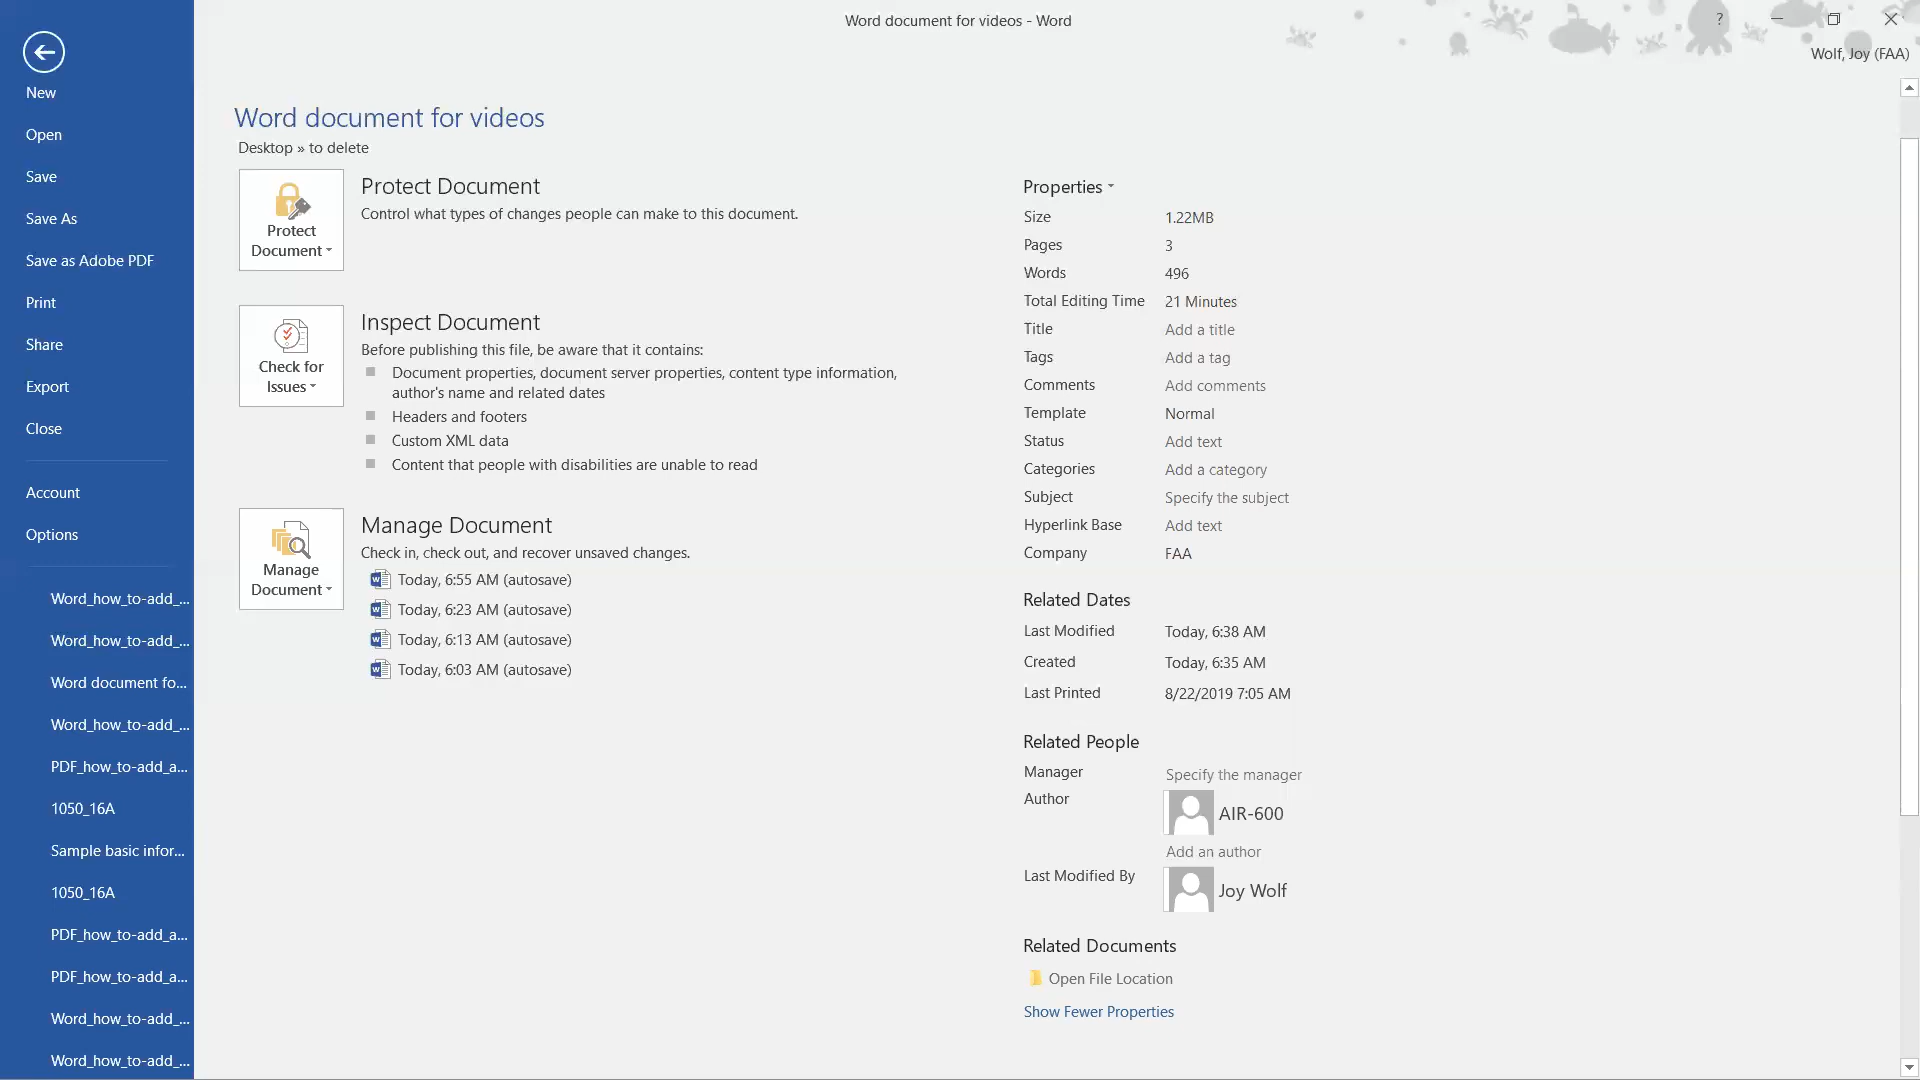 Word document for videos - Word
?
Wolf, Joy (FAA)
New
Open
Save
Save As
Save as Adobe PDF
Print
Share
Export
Close
Account
Options
Word_how_to-add_...
Word_how_to-add_...
Word document fo...
Word_how_to-add_...
PDF_how_to-add_a...
1050_16A
Sample basic infor...
1050_16A
PDF_how_to-add_a...
PDF_how_to-add_a...
Word_how_to-add_...
Word_how_to-add_...
Word document for videos
Desktop » to delete
Protect
Document
Protect Document
Control what types of changes people can make to this document.
Check for
Issues
Inspect Document
Before publishing this file, be aware that it contains:
Document properties, document server properties, content type information,
author's name and related dates
Headers and footers
Custom XML data
Content that people with disabilities are unable to read
Manage
Document
Manage Document
Check in, check out, and recover unsaved changes.
Today, 6:55 AM (autosave)
Today, 6:23 AM (autosave)
Today, 6:13 AM (autosave)
Today, 6:03 AM (autosave)
Properties
Size 1.22MB
Pages 3
Words 496
Total Editing Time 21 Minutes
Title Add a title
Tags Add a tag
Comments Add comments
Template Normal
Status Add text
Categories Add a category
Subject Specify the subject
Hyperlink Base Add text
Company FAA
Related Dates
Last Modified Today, 6:38 AM
Created Today, 6:35 AM
Last Printed 8/22/2019 7:05 AM
Related People
Manager Specify the manager
Author AIR-600
Add an author
Last Modified By Joy Wolf
Related Documents
Open File Location
Show Fewer Properties